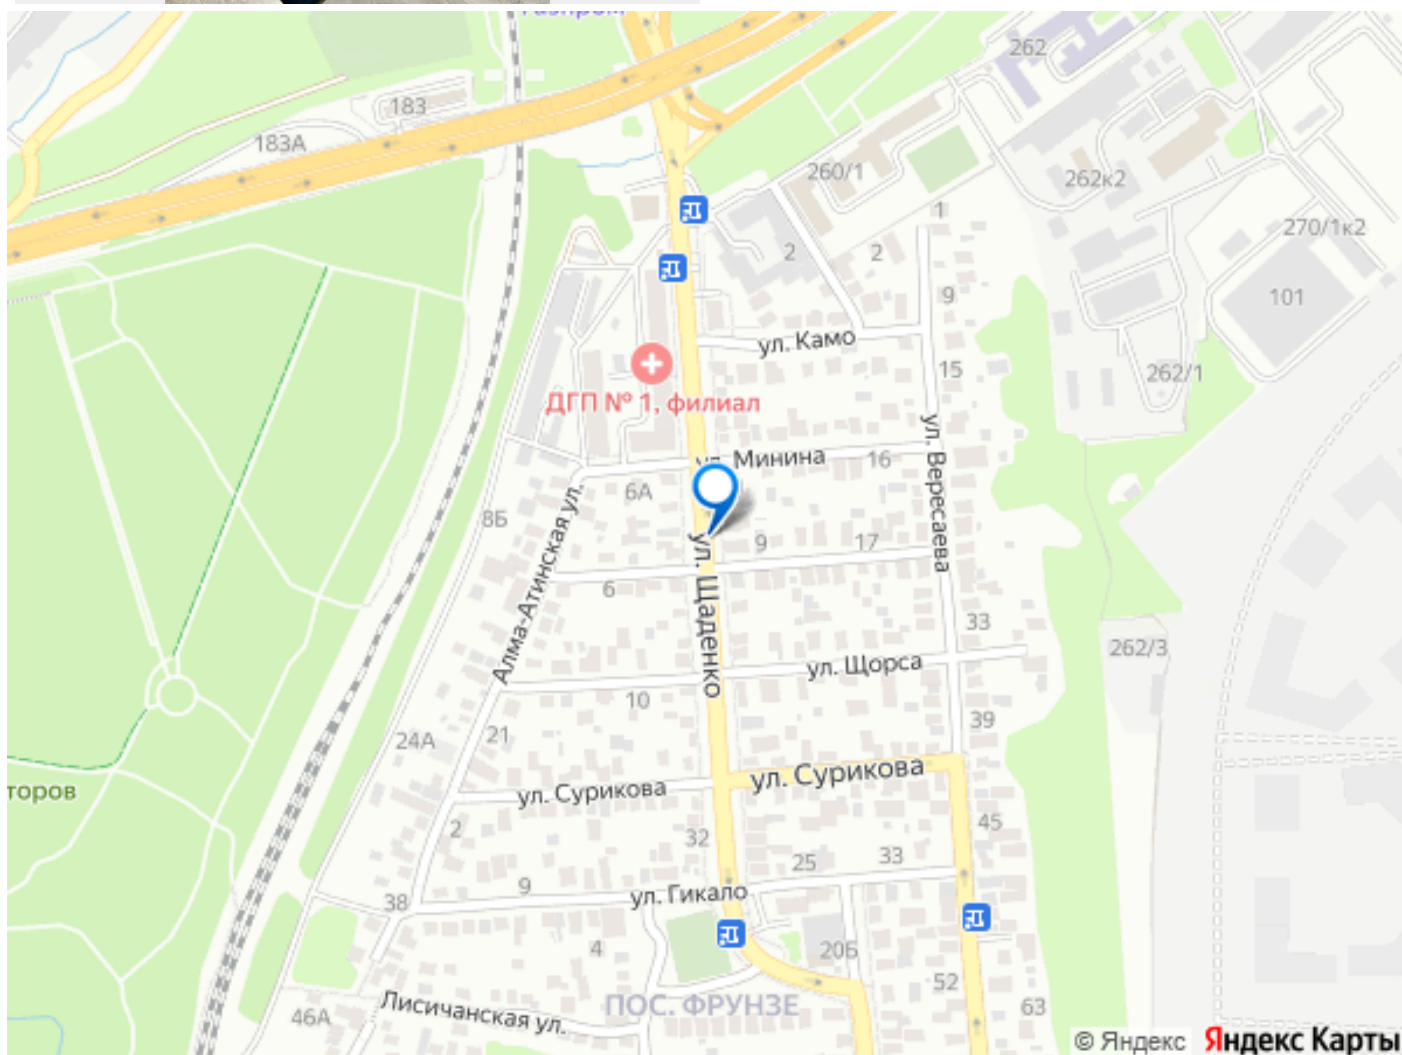 Газпром
262
183
183А
260/1
262к2
1
270/1к2
2
2
9
101
ул. Камо
15
262/1
ДГП № 1, филиал
ул. Вересаева
ул. Минина
16
6А
8Б
Алма-Атинская ул.
9
17
6
ул. Щаденко
33
262/3
ул. Щорса
10
39
21
24А
ул. Сурикова
ул. Сурикова
торов
2
32
45
25
33
9
ул. Гикало
38
4
20Б
52
ПОС. ФРУНЗЕ
63
Лисичанская ул.
46А
© Яндекс Яндекс Карты